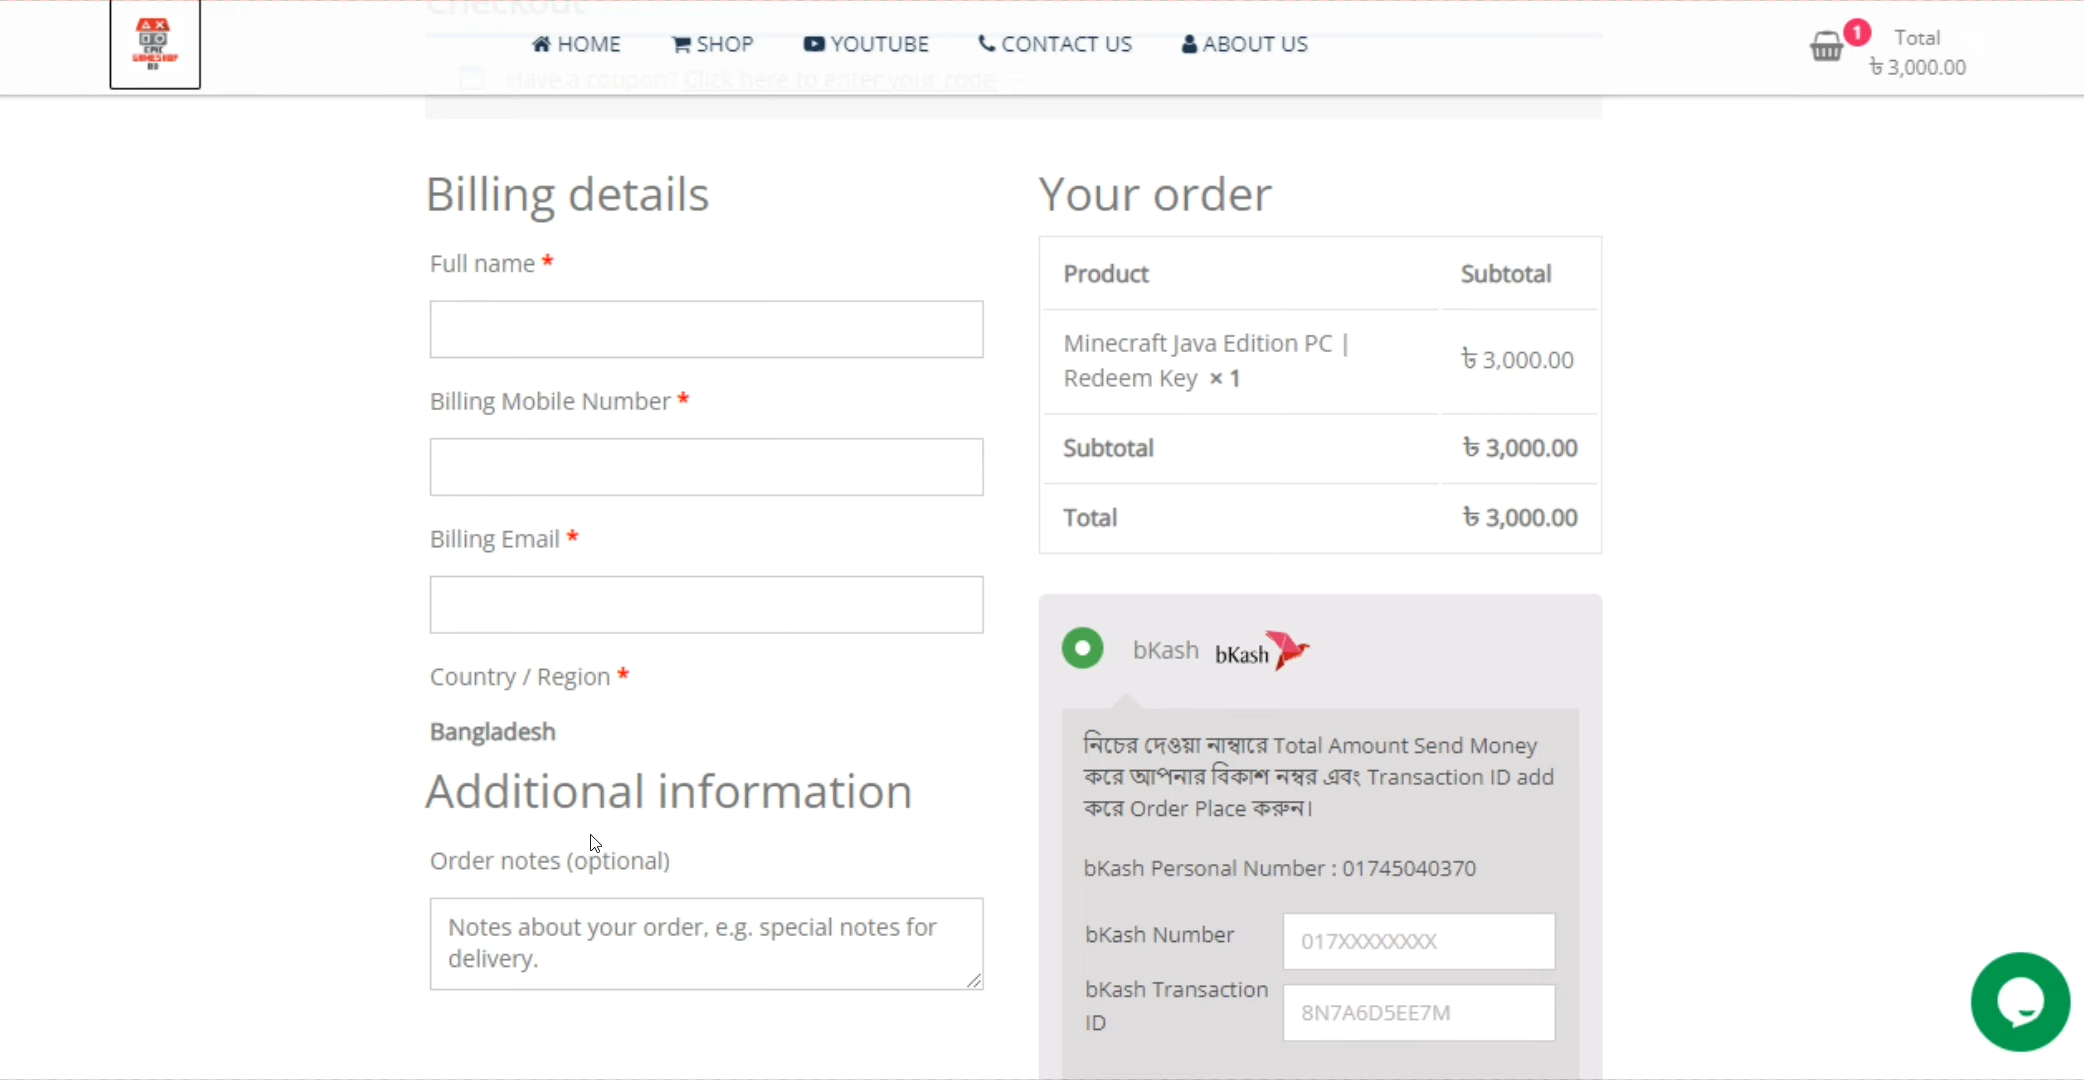 Checkout
HOME
SHOP
YOUTUBE
CONTACT US
ABOUT US
1
Total
৳ 3,000.00
Have a coupon? Click here to enter your code
Billing details
Full name *
Billing Mobile Number *
Billing Email *
Country / Region *
Bangladesh
Additional information
Order notes (optional)
Notes about your order, e.g. special notes for
delivery.
Your order
Product Subtotal
Minecraft Java Edition PC |
Redeem Key × 1
৳ 3,000.00
Subtotal ৳ 3,000.00
Total ৳ 3,000.00
bKash bKash
নিচের দেওয়া নাম্বারে Total Amount Send Money
করে আপনার বিকাশ নম্বর এবং Transaction ID add
করে Order Place করুন।
bKash Personal Number : 01745040370
bKash Number 017XXXXXXXX
bKash Transaction
ID
8N7A6D5EE7M